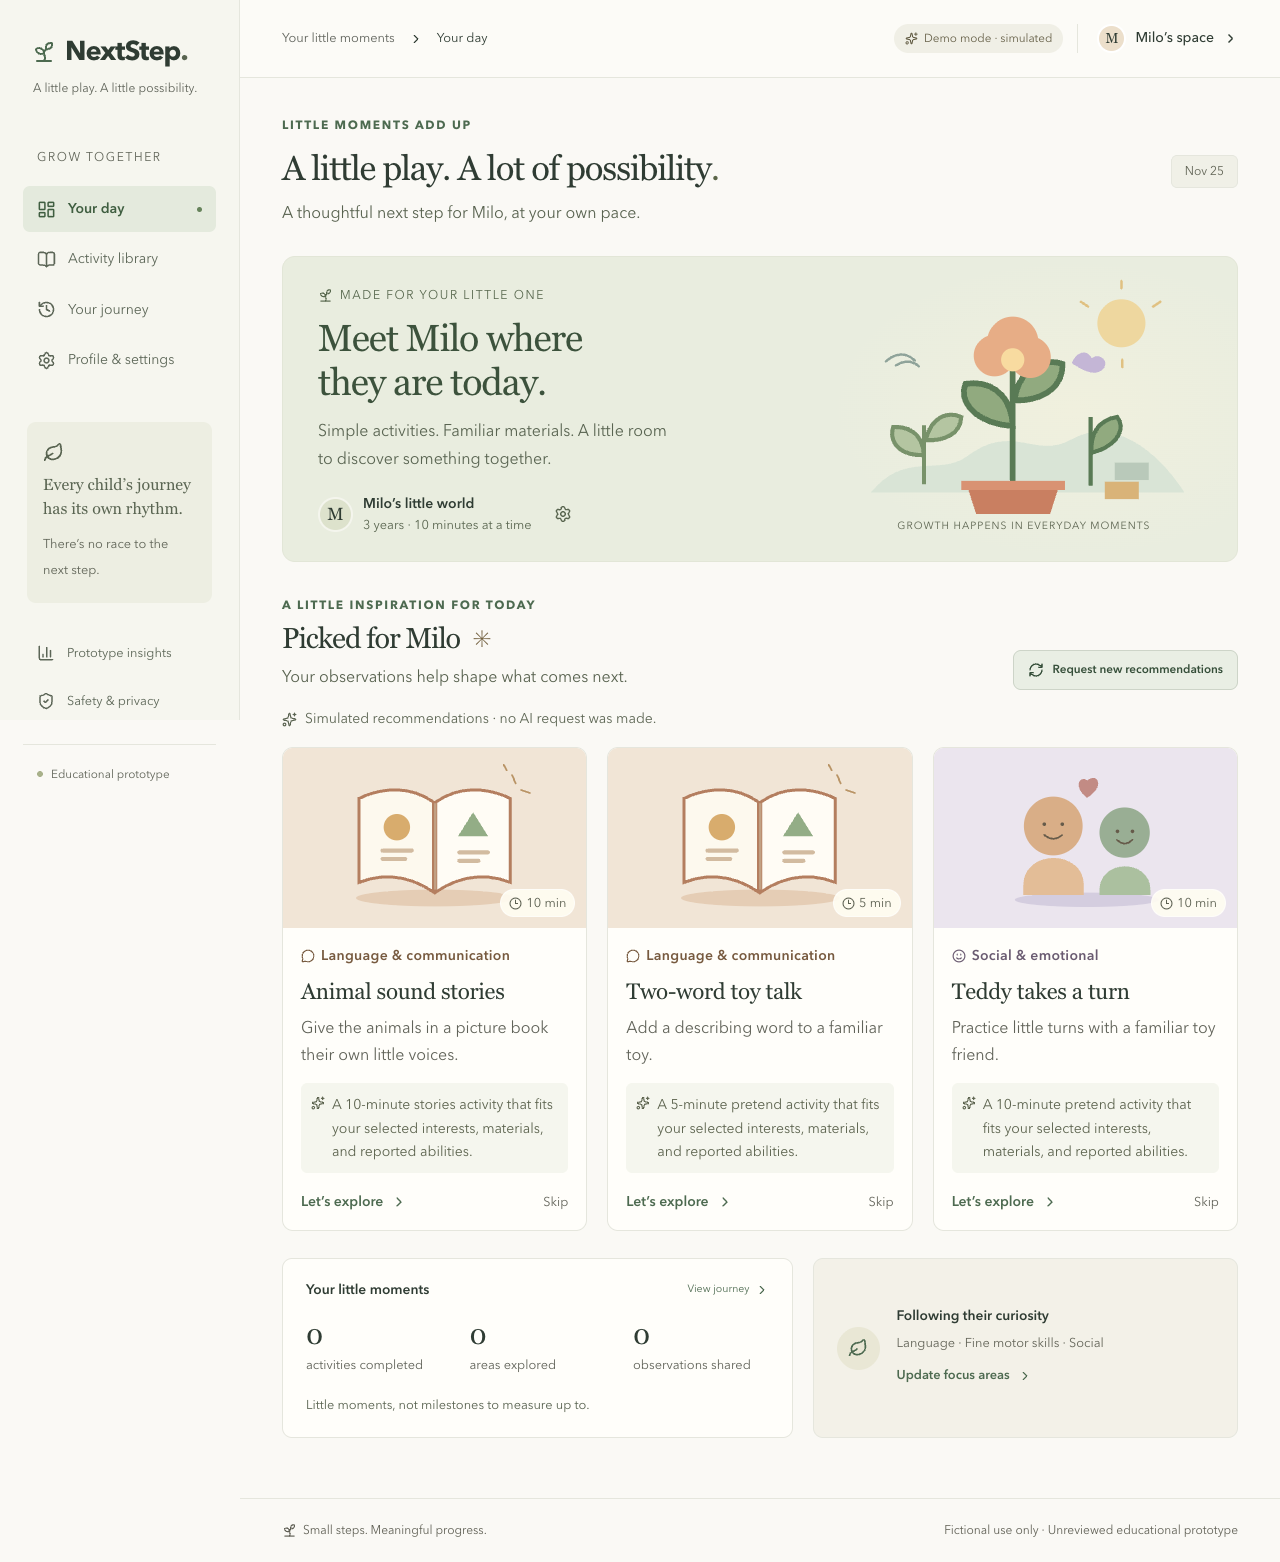 NextStep.
A little play. A little possibility.
GROW TOGETHER
Your day
Activity library
Your journey
Profile & settings
Every child’s journey
has its own rhythm.
There’s no race to the
next step.
Prototype insights
Safety & privacy
Educational prototype
Your little moments
Your day
Demo mode · simulated
M
Milo’s space
LITTLE MOMENTS ADD UP
A little play. A lot of possibility.
A thoughtful next step for Milo, at your own pace.
Nov 25
MADE FOR YOUR LITTLE ONE
Meet Milo where
they are today.
Simple activities. Familiar materials. A little room
to discover something together.
M
Milo’s little world
3 years · 10 minutes at a time
GROWTH HAPPENS IN EVERYDAY MOMENTS
A LITTLE INSPIRATION FOR TODAY
Picked for Milo
Your observations help shape what comes next.
Request new recommendations
Simulated recommendations · no AI request was made.
10 min
Language & communication
Animal sound stories
Give the animals in a picture book
their own little voices.
A 10-minute stories activity that fits
your selected interests, materials,
and reported abilities.
Let’s explore
Skip
5 min
Language & communication
Two-word toy talk
Add a describing word to a familiar
toy.
A 5-minute pretend activity that fits
your selected interests, materials,
and reported abilities.
Let’s explore
Skip
10 min
Social & emotional
Teddy takes a turn
Practice little turns with a familiar toy
friend.
A 10-minute pretend activity that
fits your selected interests,
materials, and reported abilities.
Let’s explore
Skip
Your little moments
View journey
0
activities completed
0
areas explored
0
observations shared
Little moments, not milestones to measure up to.
Following their curiosity
Language · Fine motor skills · Social
Update focus areas
Small steps. Meaningful progress.
Fictional use only · Unreviewed educational prototype